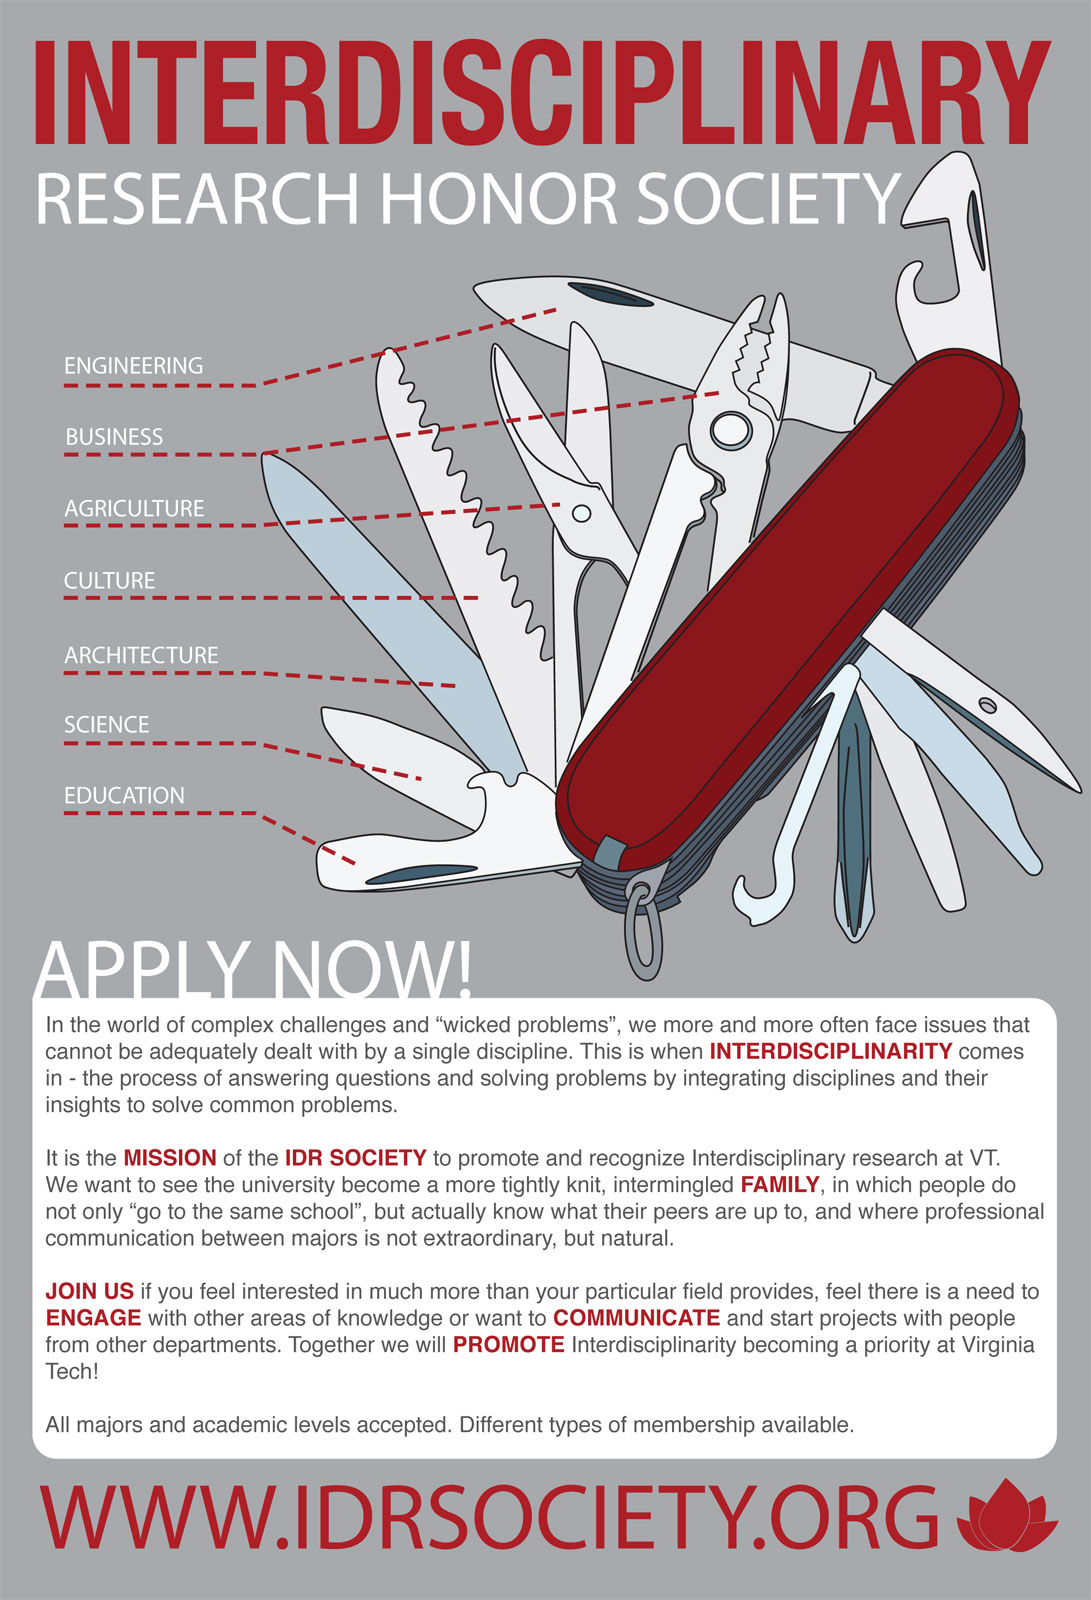 INTERDISCIPLINARY
RESEARCH HONOR SOCIETY
ENGINEERING
BUSINESS
AGRICULTURE
CULTURE
ARCHITECTURE
SCIENCE
EDUCATION
APPLY NOW!
In the world of complex challenges and “wicked problems”, we more and more often face issues that
cannot be adequately dealt with by a single discipline. This is when INTERDISCIPLINARITY comes
in - the process of answering questions and solving problems by integrating disciplines and their
insights to solve common problems.
It is the MISSION of the IDR SOCIETY to promote and recognize Interdisciplinary research at VT.
We want to see the university become a more tightly knit, intermingled FAMILY, in which people do
not only “go to the same school”, but actually know what their peers are up to, and where professional
communication between majors is not extraordinary, but natural.
JOIN US if you feel interested in much more than your particular field provides, feel there is a need to
ENGAGE with other areas of knowledge or want to COMMUNICATE and start projects with people
from other departments. Together we will PROMOTE Interdisciplinarity becoming a priority at Virginia
Tech!
All majors and academic levels accepted. Different types of membership available.
WWW.IDRSOCIETY.ORG